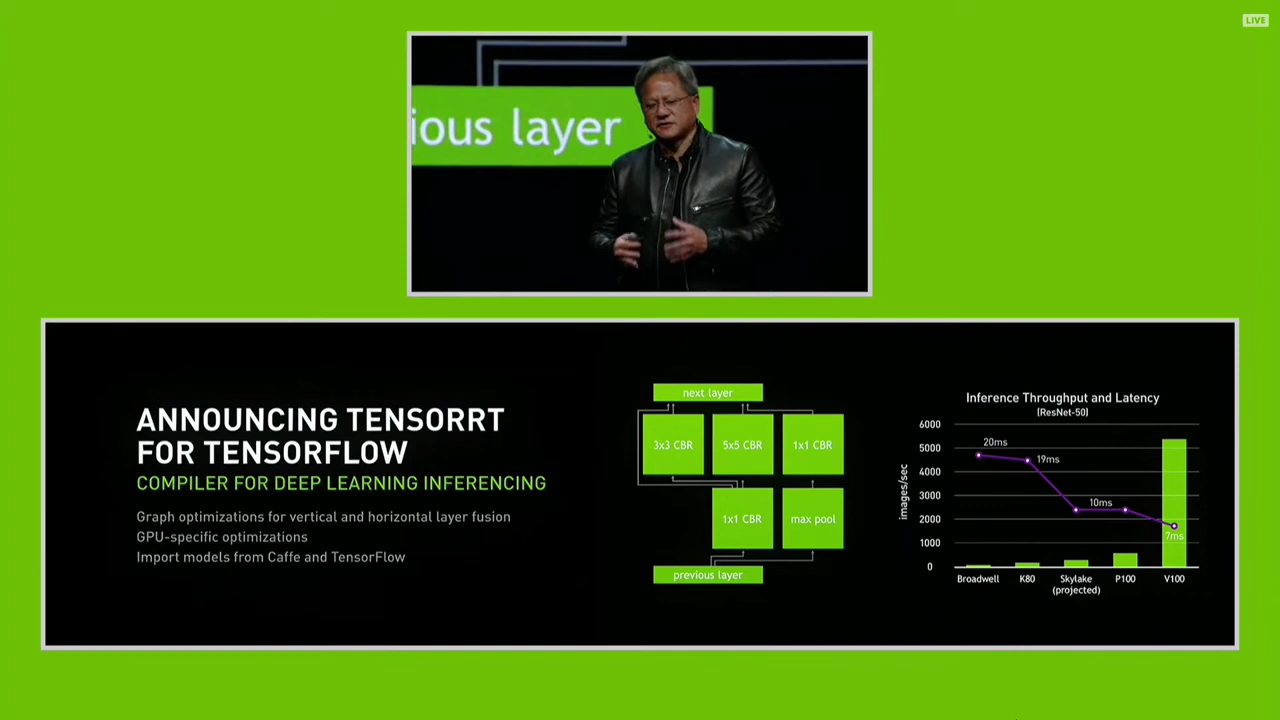 LIVE
ious layer
ANNOUNCING TENSORRT
FOR TENSORFLOW
COMPILER FOR DEEP LEARNING INFERENCING
Graph optimizations for vertical and horizontal layer fusion
GPU-specific optimizations
Import models from Caffe and TensorFlow
next layer
3x3 CBR
5x5 CBR
1x1 CBR
1x1 CBR
max pool
previous layer
Inference Throughput and Latency
(ResNet-50)
images/sec
6000
5000
4000
3000
2000
1000
0
20ms
19ms
10ms
7ms
Broadwell
K80
Skylake
(projected)
P100
V100